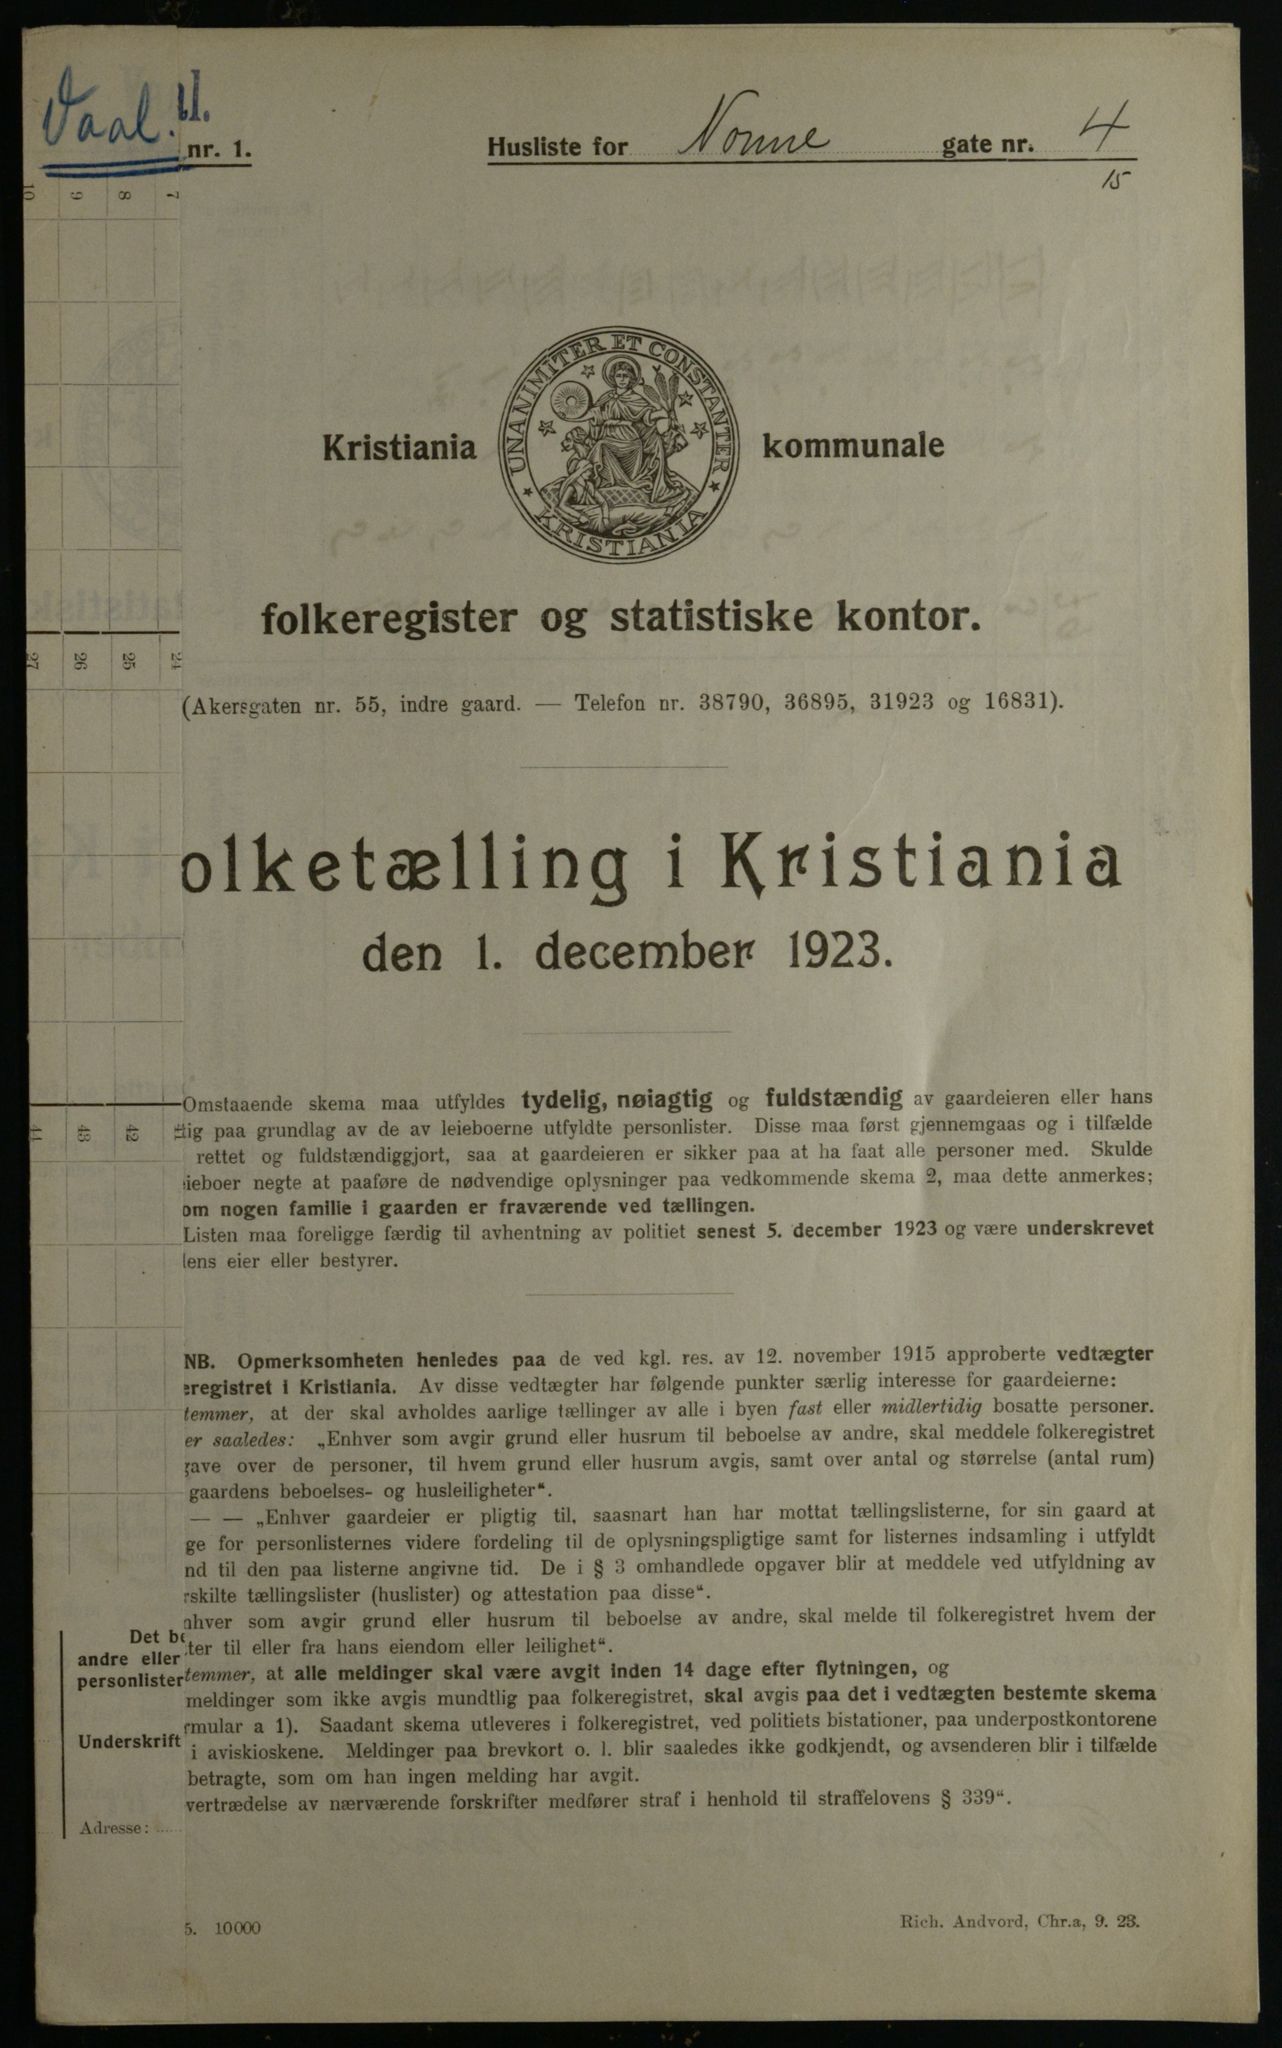 Vaal. Il.
nr. 1.
Husliste for Nonne gate nr. 4
15
10 9 8 7
UNANIMITER ET CONSTANTER
KRISTIANIA
Kristiania kommunale
folkeregister og statistiske kontor.
27 26 25 24
(Akersgaten nr. 55, indre gaard. — Telefon nr. 38790, 36895, 31923 og 16831).
olketælling i Kristiania
den 1. december 1923.
44 43 42 41
Omstaaende skema maa utfyldes tydelig, nøiagtig og fuldstændig av gaardeieren eller hans
tig paa grundlag av de av leieboerne utfyldte personlister. Disse maa først gjennemgaas og i tilfælde
rettet og fuldstændiggjort, saa at gaardeieren er sikker paa at ha faat alle personer med. Skulde
ieboer negte at paaføre de nødvendige oplysninger paa vedkommende skema 2, maa dette anmerkes;
om nogen familie i gaarden er fraværende ved tællingen.
Listen maa foreligge færdig til avhentning av politiet senest 5. december 1923 og være underskrevet
lens eier eller bestyrer.
NB. Opmerksomheten henledes paa de ved kgl. res. av 12. november 1915 approberte vedtægter
eregistret i Kristiania. Av disse vedtægter har følgende punkter særlig interesse for gaardeierne:
temmer, at der skal avholdes aarlige tællinger av alle i byen fast eller midlertidig bosatte personer.
er saaledes: „Enhver som avgir grund eller husrum til beboelse av andre, skal meddele folkeregistret
gave over de personer, til hvem grund eller husrum avgis, samt over antal og størrelse (antal rum)
gaardens beboelses- og husleiligheter“.
— — „Enhver gaardeier er pligtig til, saasnart han har mottat tællingslisterne, for sin gaard at
ge for personlisternes videre fordeling til de oplysningspligtige samt for listernes indsamling i utfyldt
nd til den paa listerne angivne tid. De i § 3 omhandlede opgaver blir at meddele ved utfyldning av
rskilte tællingslister (huslister) og attestation paa disse“.
nhver som avgir grund eller husrum til beboelse av andre, skal melde til folkeregistret hvem der
Det be
ter til eller fra hans eiendom eller leilighet“.
andre eller
temmer, at alle meldinger skal være avgit inden 14 dage efter flytningen, og
personlister
meldinger som ikke avgis mundtlig paa folkeregistret, skal avgis paa det i vedtægten bestemte skema
rmular a 1). Saadant skema utleveres i folkeregistret, ved politiets bistationer, paa underpostkontorene
Underskrift
i aviskioskene. Meldinger paa brevkort o. l. blir saaledes ikke godkjendt, og avsenderen blir i tilfælde
betragte, som om han ingen melding har avgit.
vertrædelse av nærværende forskrifter medfører straf i henhold til straffelovens § 339“.
Adresse:
5. 10000
Rich. Andvord, Chr.a, 9. 23.